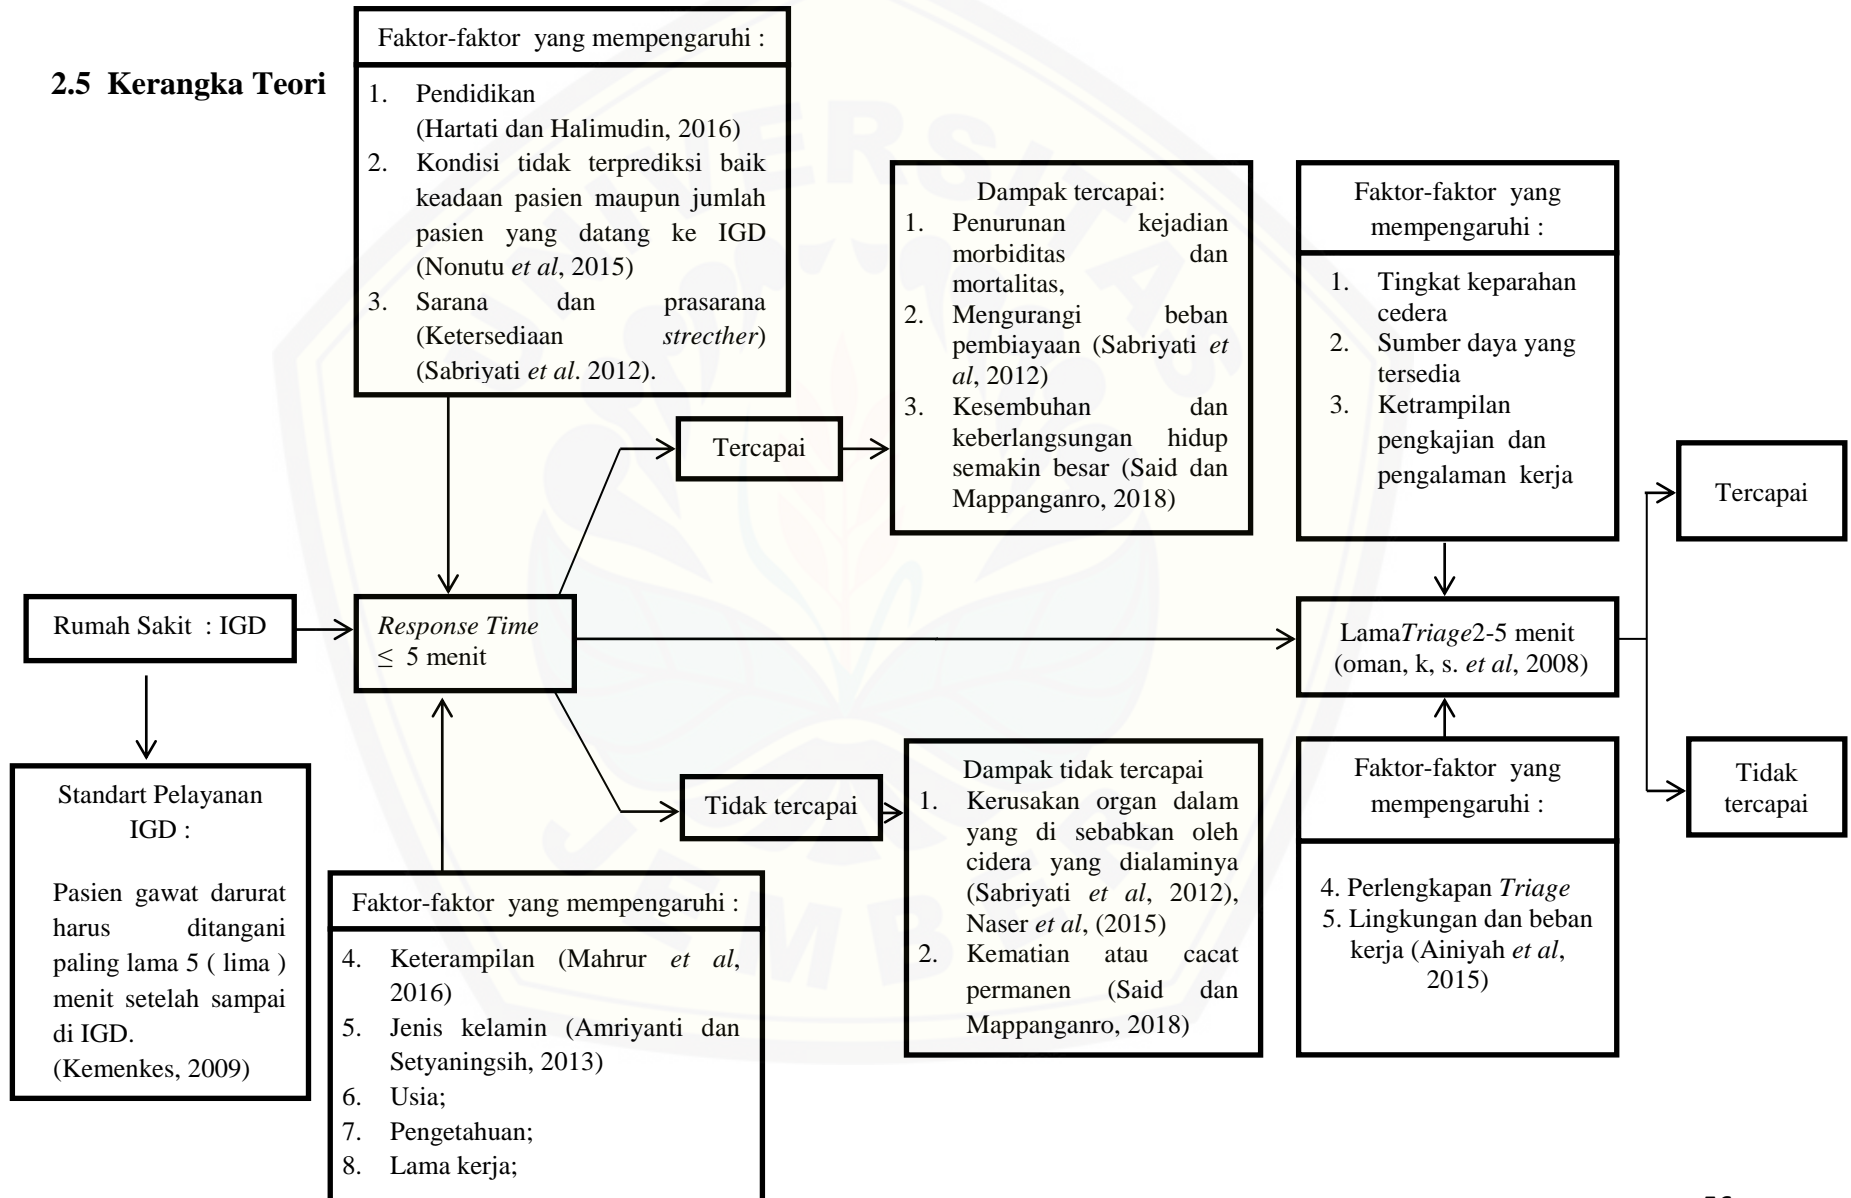 2.5 Kerangka Teori
Faktor-faktor yang mempengaruhi :
1. Pendidikan
(Hartati dan Halimudin, 2016)
2. Kondisi tidak terprediksi baik
keadaan pasien maupun jumlah
pasien yang datang ke IGD
(Nonutu et al, 2015)
3. Sarana dan prasarana
(Ketersediaan strecther)
(Sabriyati et al. 2012).
Tercapai
Dampak tercapai:
1. Penurunan kejadian
morbiditas dan
mortalitas,
2. Mengurangi beban
pembiayaan (Sabriyati et
al, 2012)
3. Kesembuhan dan
keberlangsungan hidup
semakin besar (Said dan
Mappanganro, 2018)
Faktor-faktor yang
mempengaruhi :
1. Tingkat keparahan
cedera
2. Sumber daya yang
tersedia
3. Ketrampilan
pengkajian dan
pengalaman kerja
Tercapai
Rumah Sakit : IGD
Response Time
≤ 5 menit
LamaTriage2-5 menit
(oman, k, s. et al, 2008)
Standart Pelayanan
IGD :
Pasien gawat darurat
harus ditangani
paling lama 5 ( lima )
menit setelah sampai
di IGD.
(Kemenkes, 2009)
Faktor-faktor yang mempengaruhi :
4. Keterampilan (Mahrur et al,
2016)
5. Jenis kelamin (Amriyanti dan
Setyaningsih, 2013)
6. Usia;
7. Pengetahuan;
8. Lama kerja;
Tidak tercapai
Dampak tidak tercapai
1. Kerusakan organ dalam
yang di sebabkan oleh
cidera yang dialaminya
(Sabriyati et al, 2012),
Naser et al, (2015)
2. Kematian atau cacat
permanen (Said dan
Mappanganro, 2018)
Faktor-faktor yang
mempengaruhi :
4. Perlengkapan Triage
5. Lingkungan dan beban
kerja (Ainiyah et al,
2015)
Tidak
tercapai
UNIVERSITAS
JEMBER